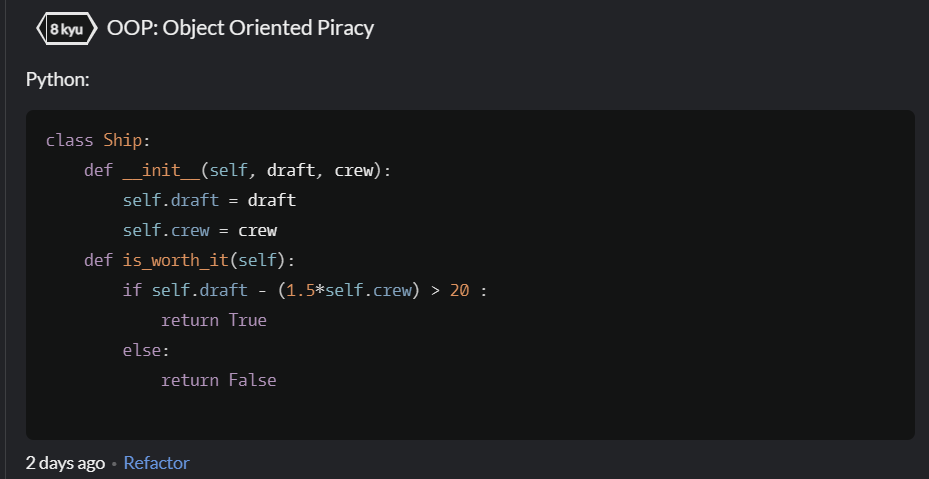 8 kyu OOP: Object Oriented Piracy
Python:
class Ship:
    def __init__(self, draft, crew):
        self.draft = draft
        self.crew = crew
    def is_worth_it(self):
        if self.draft - (1.5*self.crew) > 20 :
            return True
        else:
            return False
2 days ago • Refactor